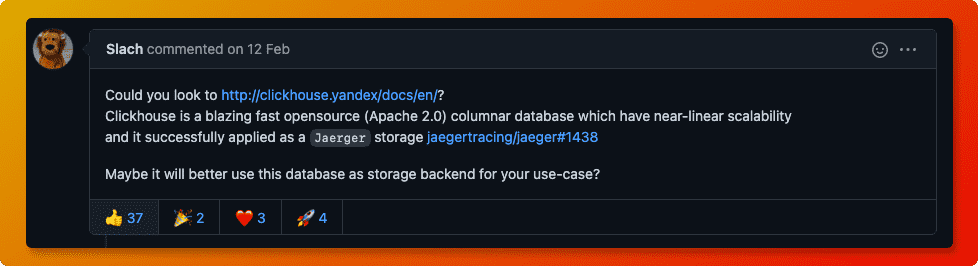 Slach commented on 12 Feb
Could you look to http://clickhouse.yandex/docs/en/?
Clickhouse is a blazing fast opensource (Apache 2.0) columnar database which have near-linear scalability
and it successfully applied as a Jaerger storage jaegertracing/jaeger#1438
Maybe it will better use this database as storage backend for your use-case?
👍 37 🎉 2 ❤️ 3 🚀 4